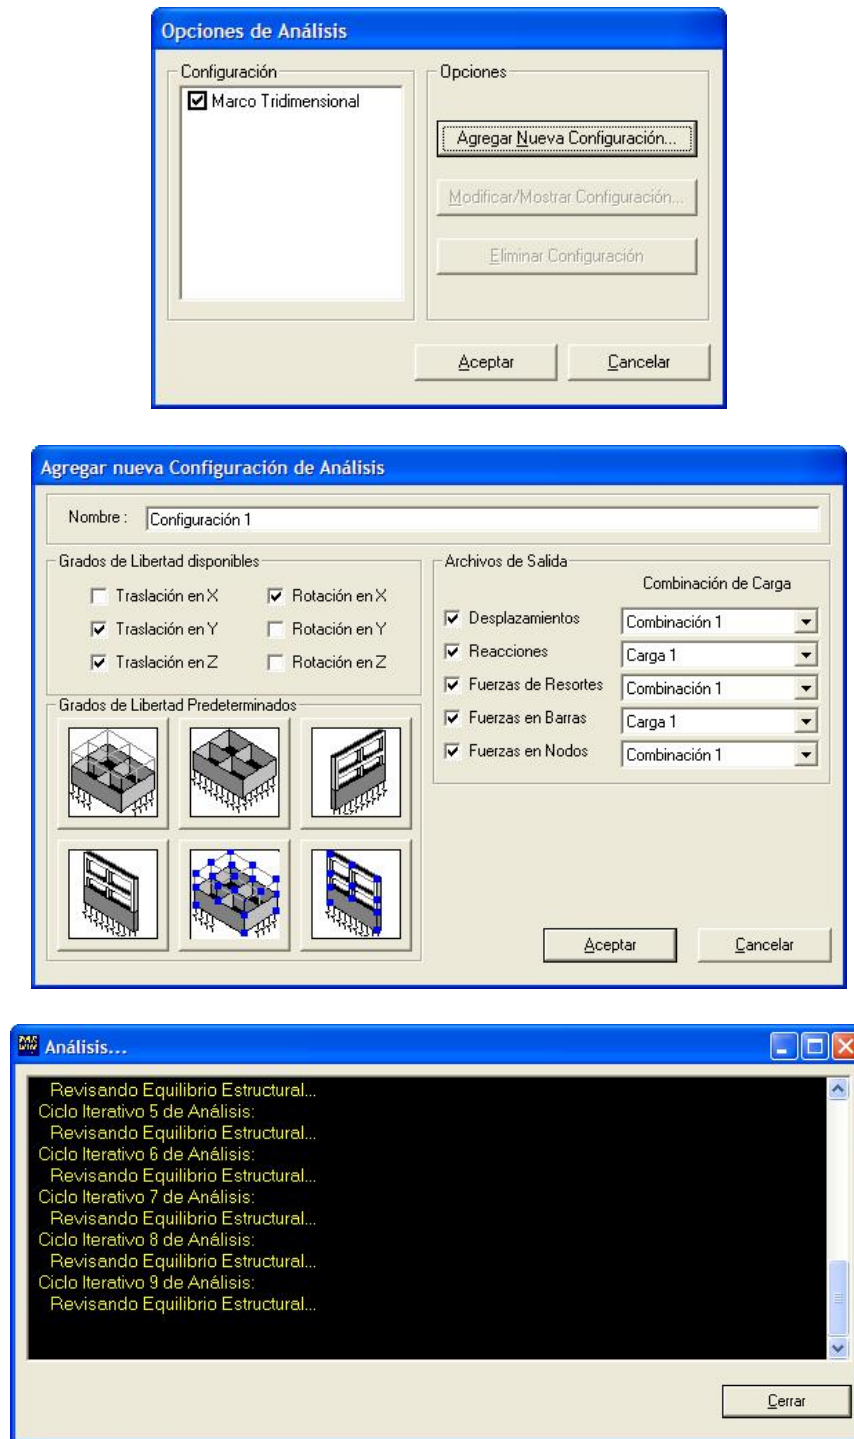 Opciones de Análisis
Configuración
Marco Tridimensional
Opciones
Agregar Nueva Configuración...
Modificar/Mostrar Configuración...
Eliminar Configuración
Aceptar
Cancelar
Agregar nueva Configuración de Análisis
Nombre :
Configuración 1
Grados de Libertad disponibles
Traslación en X
Rotación en X
Traslación en Y
Rotación en Y
Traslación en Z
Rotación en Z
Grados de Libertad Predeterminados
Archivos de Salida
Combinación de Carga
Desplazamientos
Combinación 1
Reacciones
Carga 1
Fuerzas de Resortes
Combinación 1
Fuerzas en Barras
Carga 1
Fuerzas en Nodos
Combinación 1
Aceptar
Cancelar
Análisis...
Revisando Equilibrio Estructural...
Ciclo Iterativo 5 de Análisis:
Revisando Equilibrio Estructural...
Ciclo Iterativo 6 de Análisis:
Revisando Equilibrio Estructural...
Ciclo Iterativo 7 de Análisis:
Revisando Equilibrio Estructural...
Ciclo Iterativo 8 de Análisis:
Revisando Equilibrio Estructural...
Ciclo Iterativo 9 de Análisis:
Revisando Equilibrio Estructural...
Cerrar